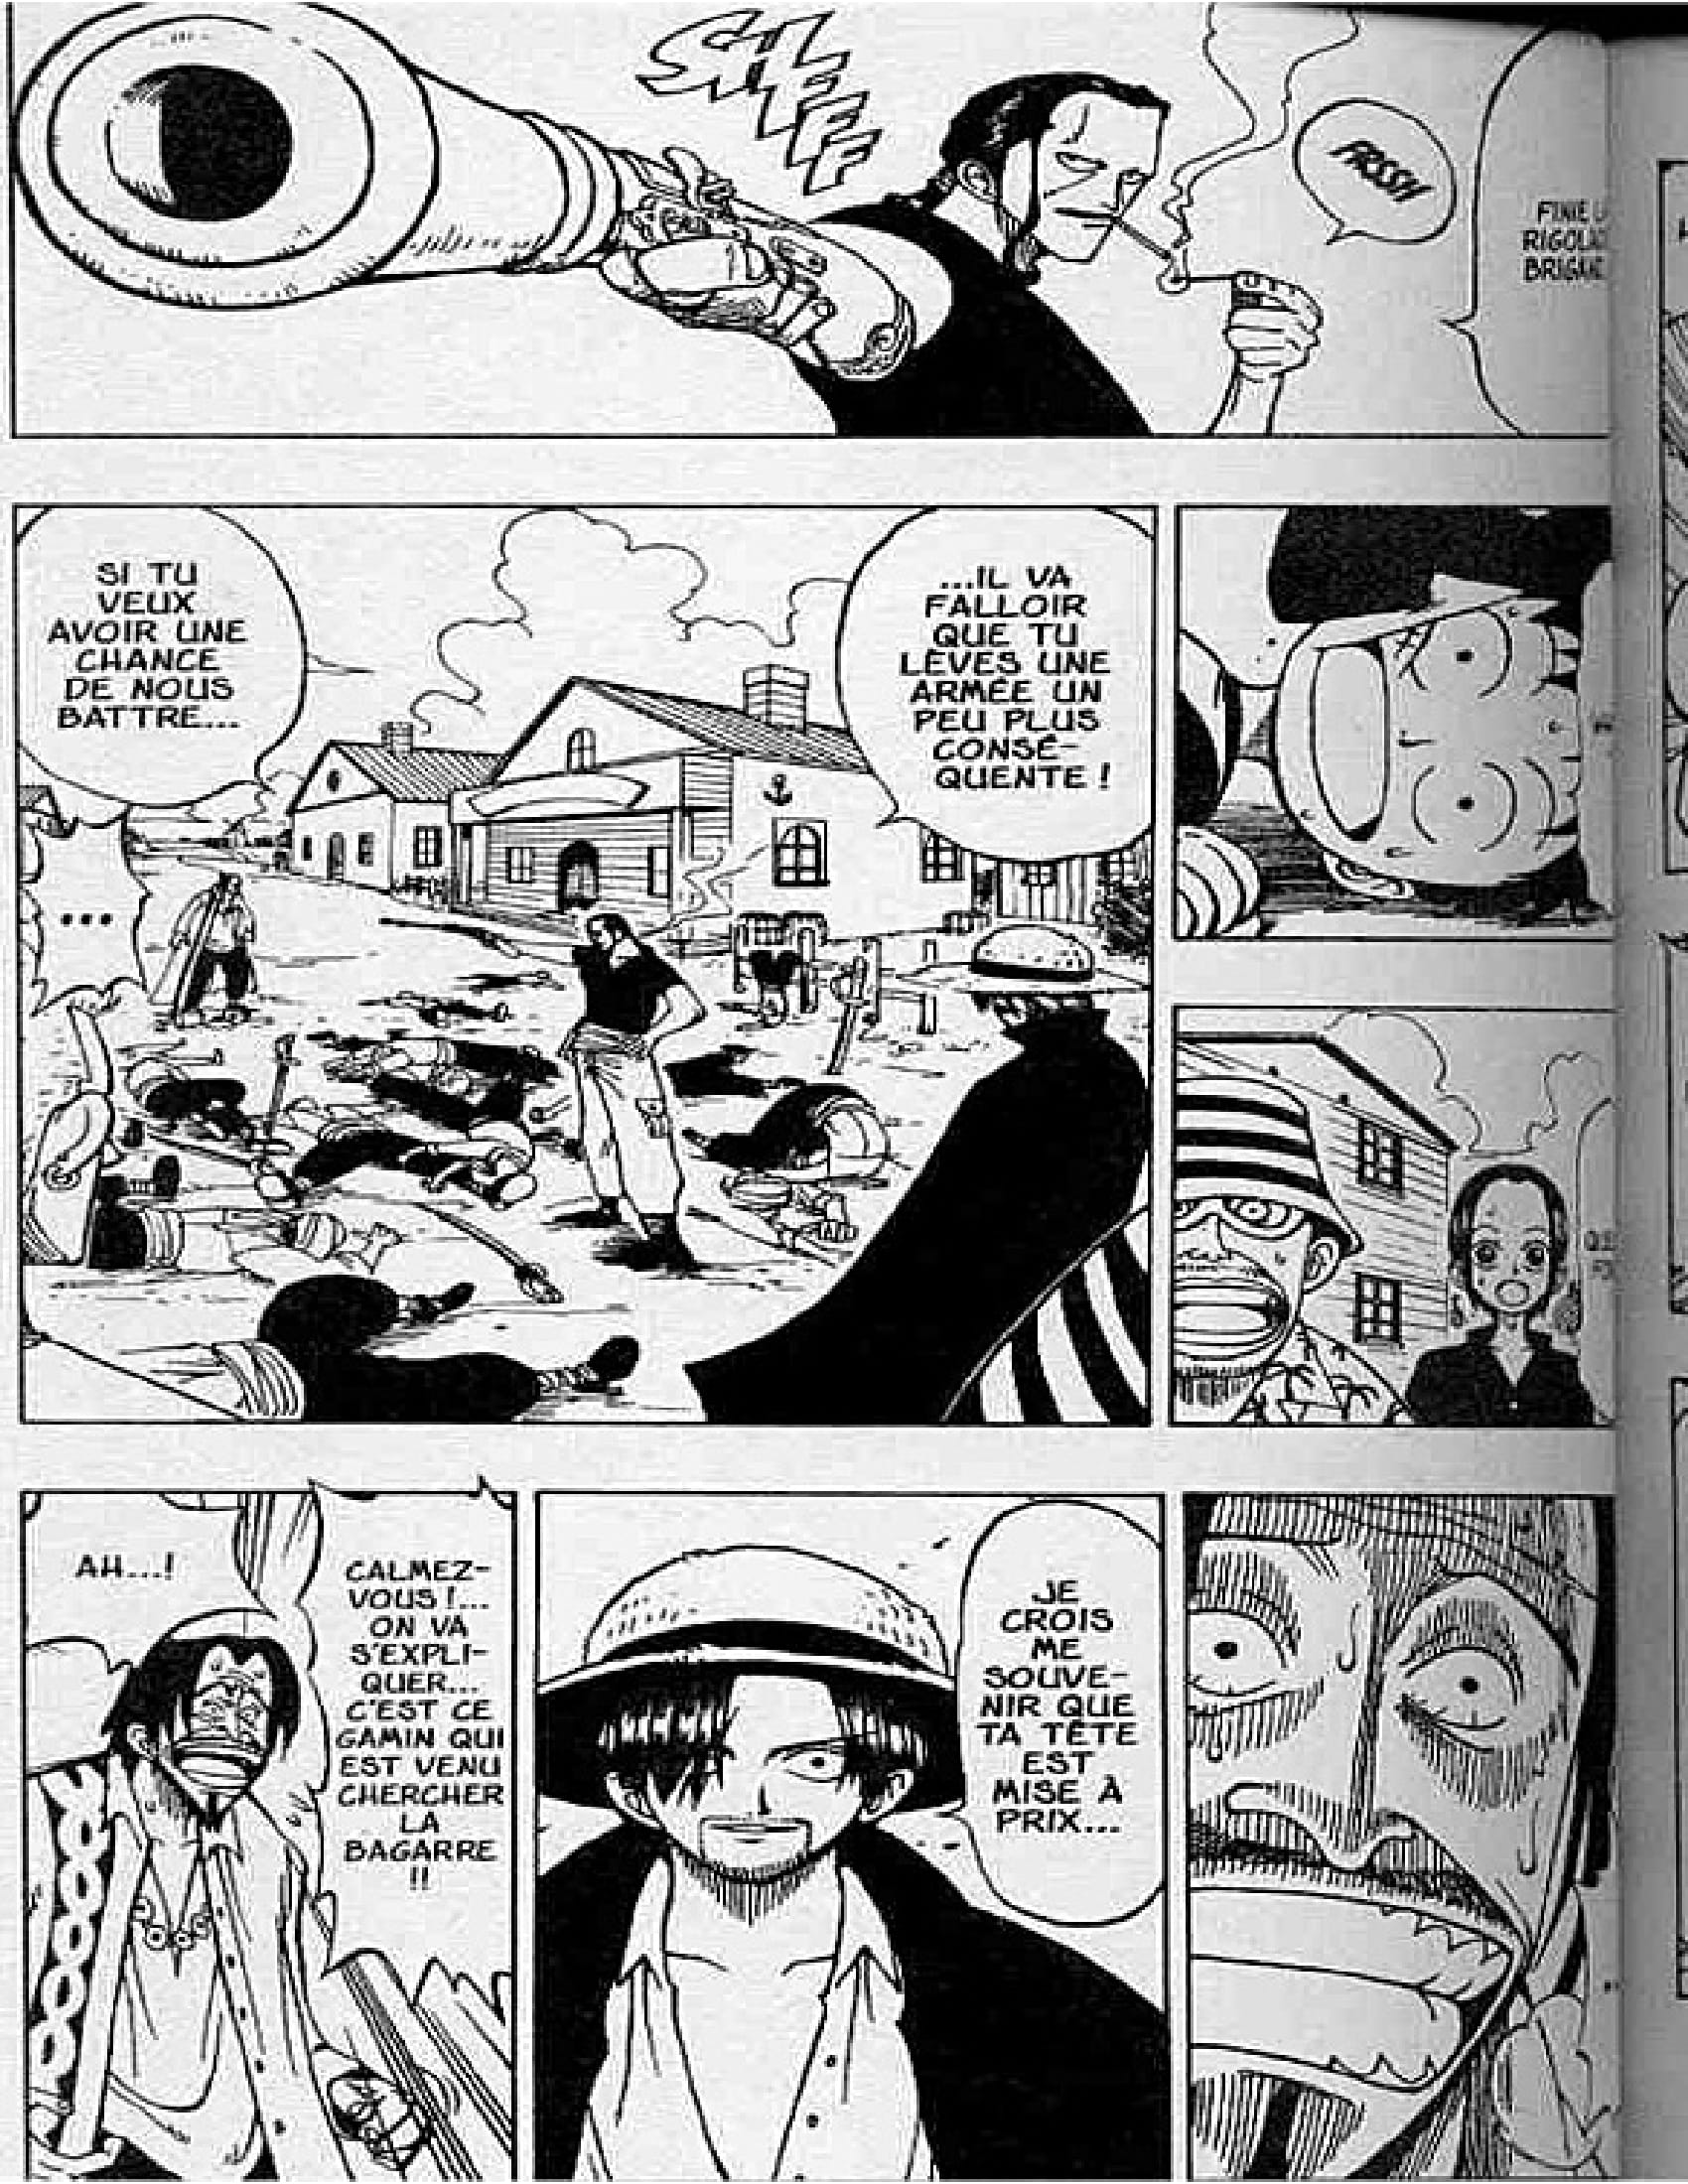 FINIE
FRSSH
...IL VA
FALLOIR
QUE TU
LÈVES UNE
ARMÉE UN
PEU PLUS
CONSÉ-
QUENTE !
SI TU
VEUX
AVOIR UNE
CHANCE
DE NOUS
BATTRE...
...
JE
CROIS
ME
SOUVE-
NIR QUE
TA TÊTE
EST
MISE À
PRIX...
CALMEZ-
VOUS !...
ON VA
S'EXPLI-
QUER...
C'EST CE
GAMIN QUI
EST VENU
CHERCHER
LA
BAGARRE
!!
AH...!